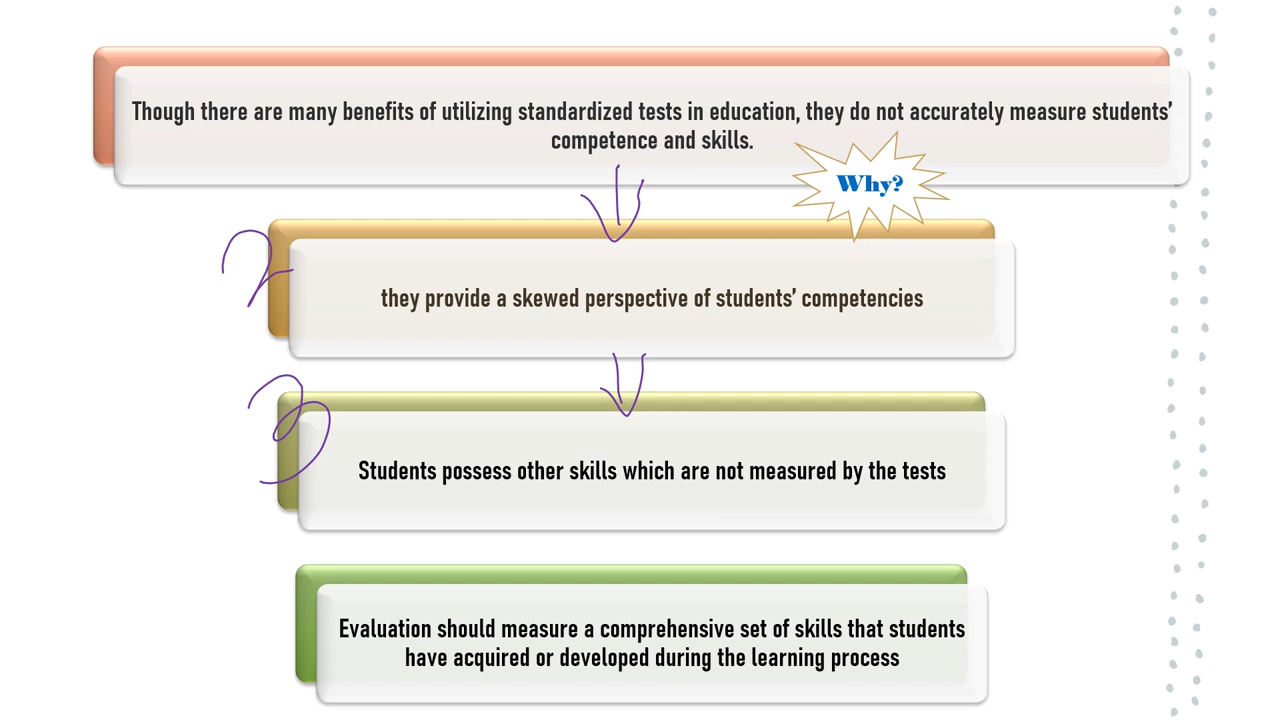 Though there are many benefits of utilizing standardized tests in education, they do not accurately measure students’
competence and skills.
Why?
2
they provide a skewed perspective of students’ competencies
3
Students possess other skills which are not measured by the tests
Evaluation should measure a comprehensive set of skills that students
have acquired or developed during the learning process